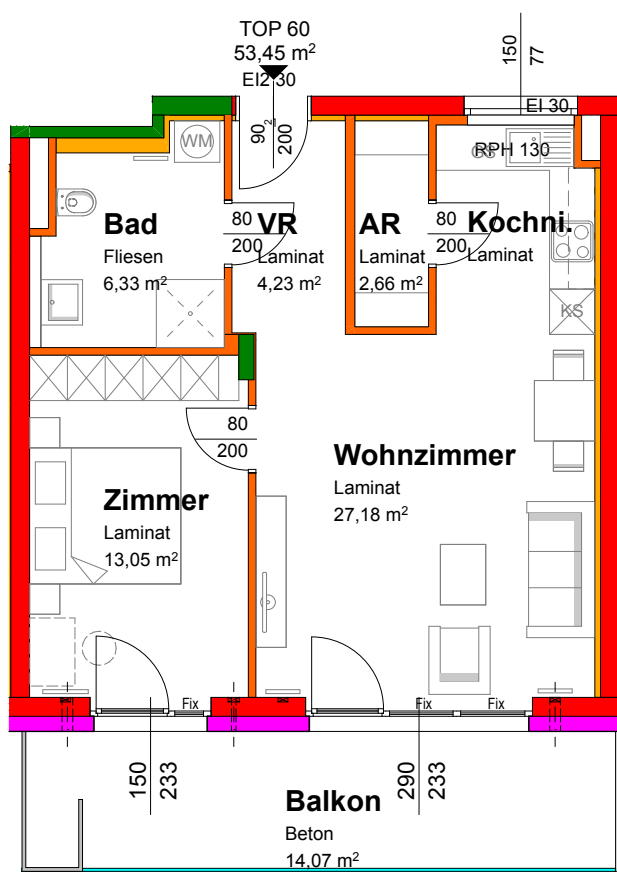 TOP 60
53,45 m²
EI2 30
150
77
EI 30
90
2
200
WM
RPH 130
Bad
Fliesen
6,33 m²
80
200
VR
Laminat
4,23 m²
AR
Laminat
2,66 m²
80
200
Kochni.
Laminat
KS
80
200
Wohnzimmer
Laminat
27,18 m²
Zimmer
Laminat
13,05 m²
Fix
Fix
Fix
150
233
290
233
Balkon
Beton
14,07 m²